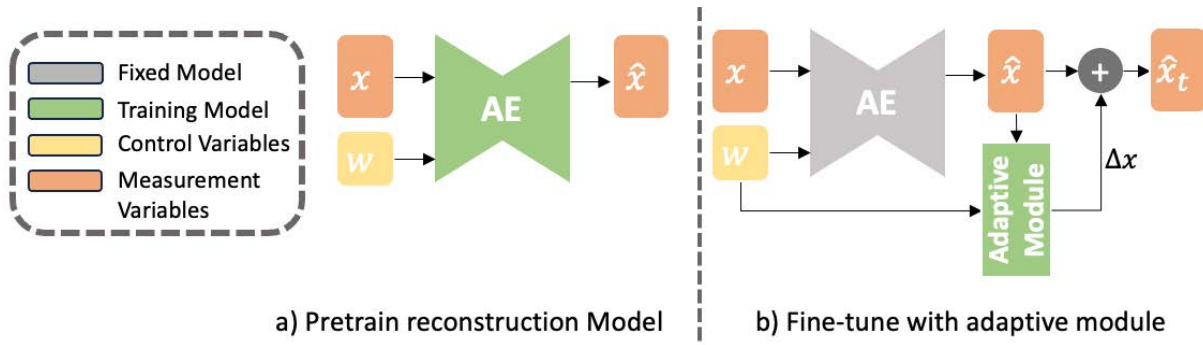 Fixed Model
Training Model
Control Variables
Measurement
Variables
x
w
AE
x̂
a) Pretrain reconstruction Model
x
w
AE
x̂
+
x̂ₜ
Δx
Adaptive
Module
b) Fine-tune with adaptive module